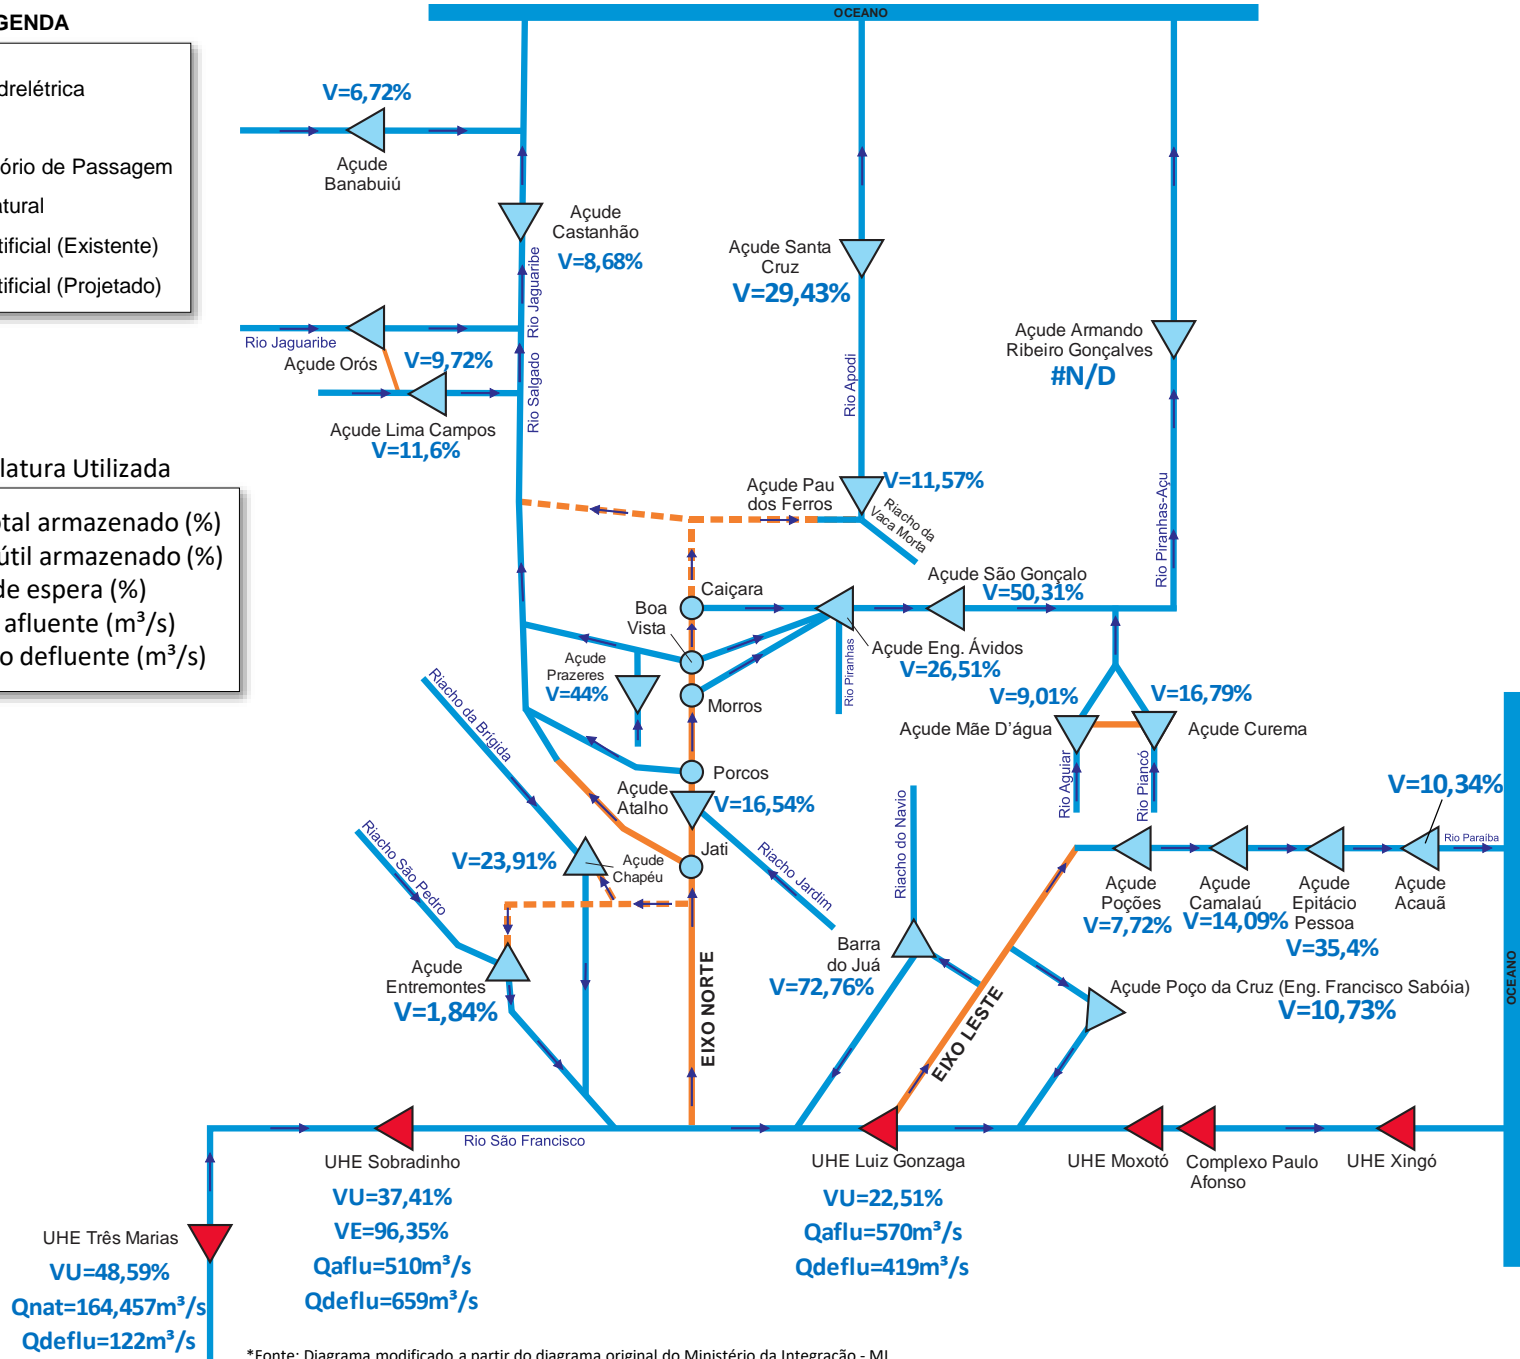 GENDA
drelétrica
ório de Passagem
atural
tificial (Existente)
tificial (Projetado)
latura Utilizada
otal armazenado (%)
útil armazenado (%)
de espera (%)
afluente (m³/s)
o defluente (m³/s)
OCEANO
V=6,72%
Açude
Banabuiú
Açude
Castanhão
V=8,68%
Rio Jaguaribe
Açude Santa
Cruz
V=29,43%
Rio Apodi
Açude Armando
Ribeiro Gonçalves
#N/D
Rio Jaguaribe
Açude Orós
V=9,72%
Rio Salgado
Açude Lima Campos
V=11,6%
Açude Pau
dos Ferros
V=11,57%
Riacho da
Vaca Morta
Rio Piranhas-Açu
Caiçara
Boa
Vista
Açude São Gonçalo
V=50,31%
Açude Eng. Ávidos
V=26,51%
Rio Piranhas
Açude
Prazeres
V=44%
Morros
V=9,01%
V=16,79%
Açude Mãe D'água
Açude Curema
Rio Aguiar
Rio Piancó
Riacho da Brigida
Porcos
Açude
Atalho
V=16,54%
V=10,34%
Riacho do Navio
Rio Paraíba
Riacho São Pedro
V=23,91%
Açude
Chapéu
Jati
Riacho Jardim
Açude
Poções
V=7,72%
Açude
Camalaú
V=14,09%
Açude
Epitácio
Pessoa
V=35,4%
Açude
Acauã
Açude
Entremontes
V=1,84%
EIXO NORTE
Barra
do Juá
V=72,76%
EIXO LESTE
Açude Poço da Cruz (Eng. Francisco Sabóia)
V=10,73%
OCEANO
Rio São Francisco
UHE Sobradinho
VU=37,41%
VE=96,35%
Qaflu=510m³/s
Qdeflu=659m³/s
UHE Luiz Gonzaga
VU=22,51%
Qaflu=570m³/s
Qdeflu=419m³/s
UHE Moxotó
Complexo Paulo
Afonso
UHE Xingó
UHE Três Marias
VU=48,59%
Qnat=164,457m³/s
Qdeflu=122m³/s
*Fonte: Diagrama modificado a partir do diagrama original do Ministério da Integração - MI